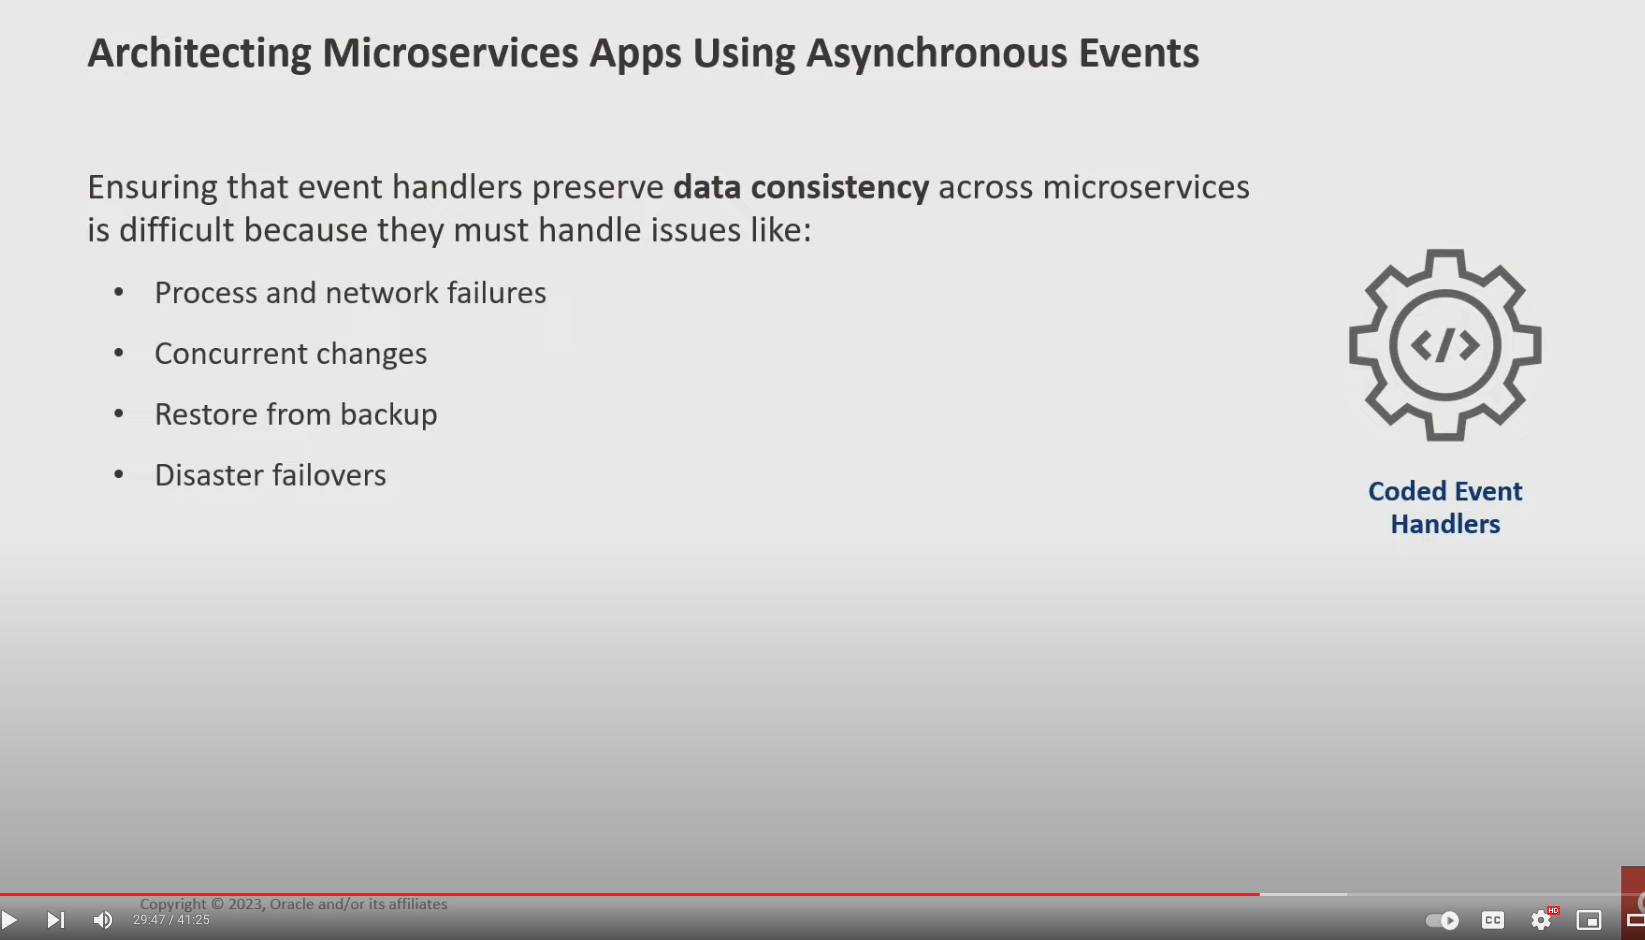 Architecting Microservices Apps Using Asynchronous Events
Ensuring that event handlers preserve data consistency across microservices
is difficult because they must handle issues like:
• Process and network failures
• Concurrent changes
• Restore from backup
• Disaster failovers
</>
Coded Event
Handlers
Copyright © 2023, Oracle and/or its affiliates
29:47 / 41:25
CC
HD